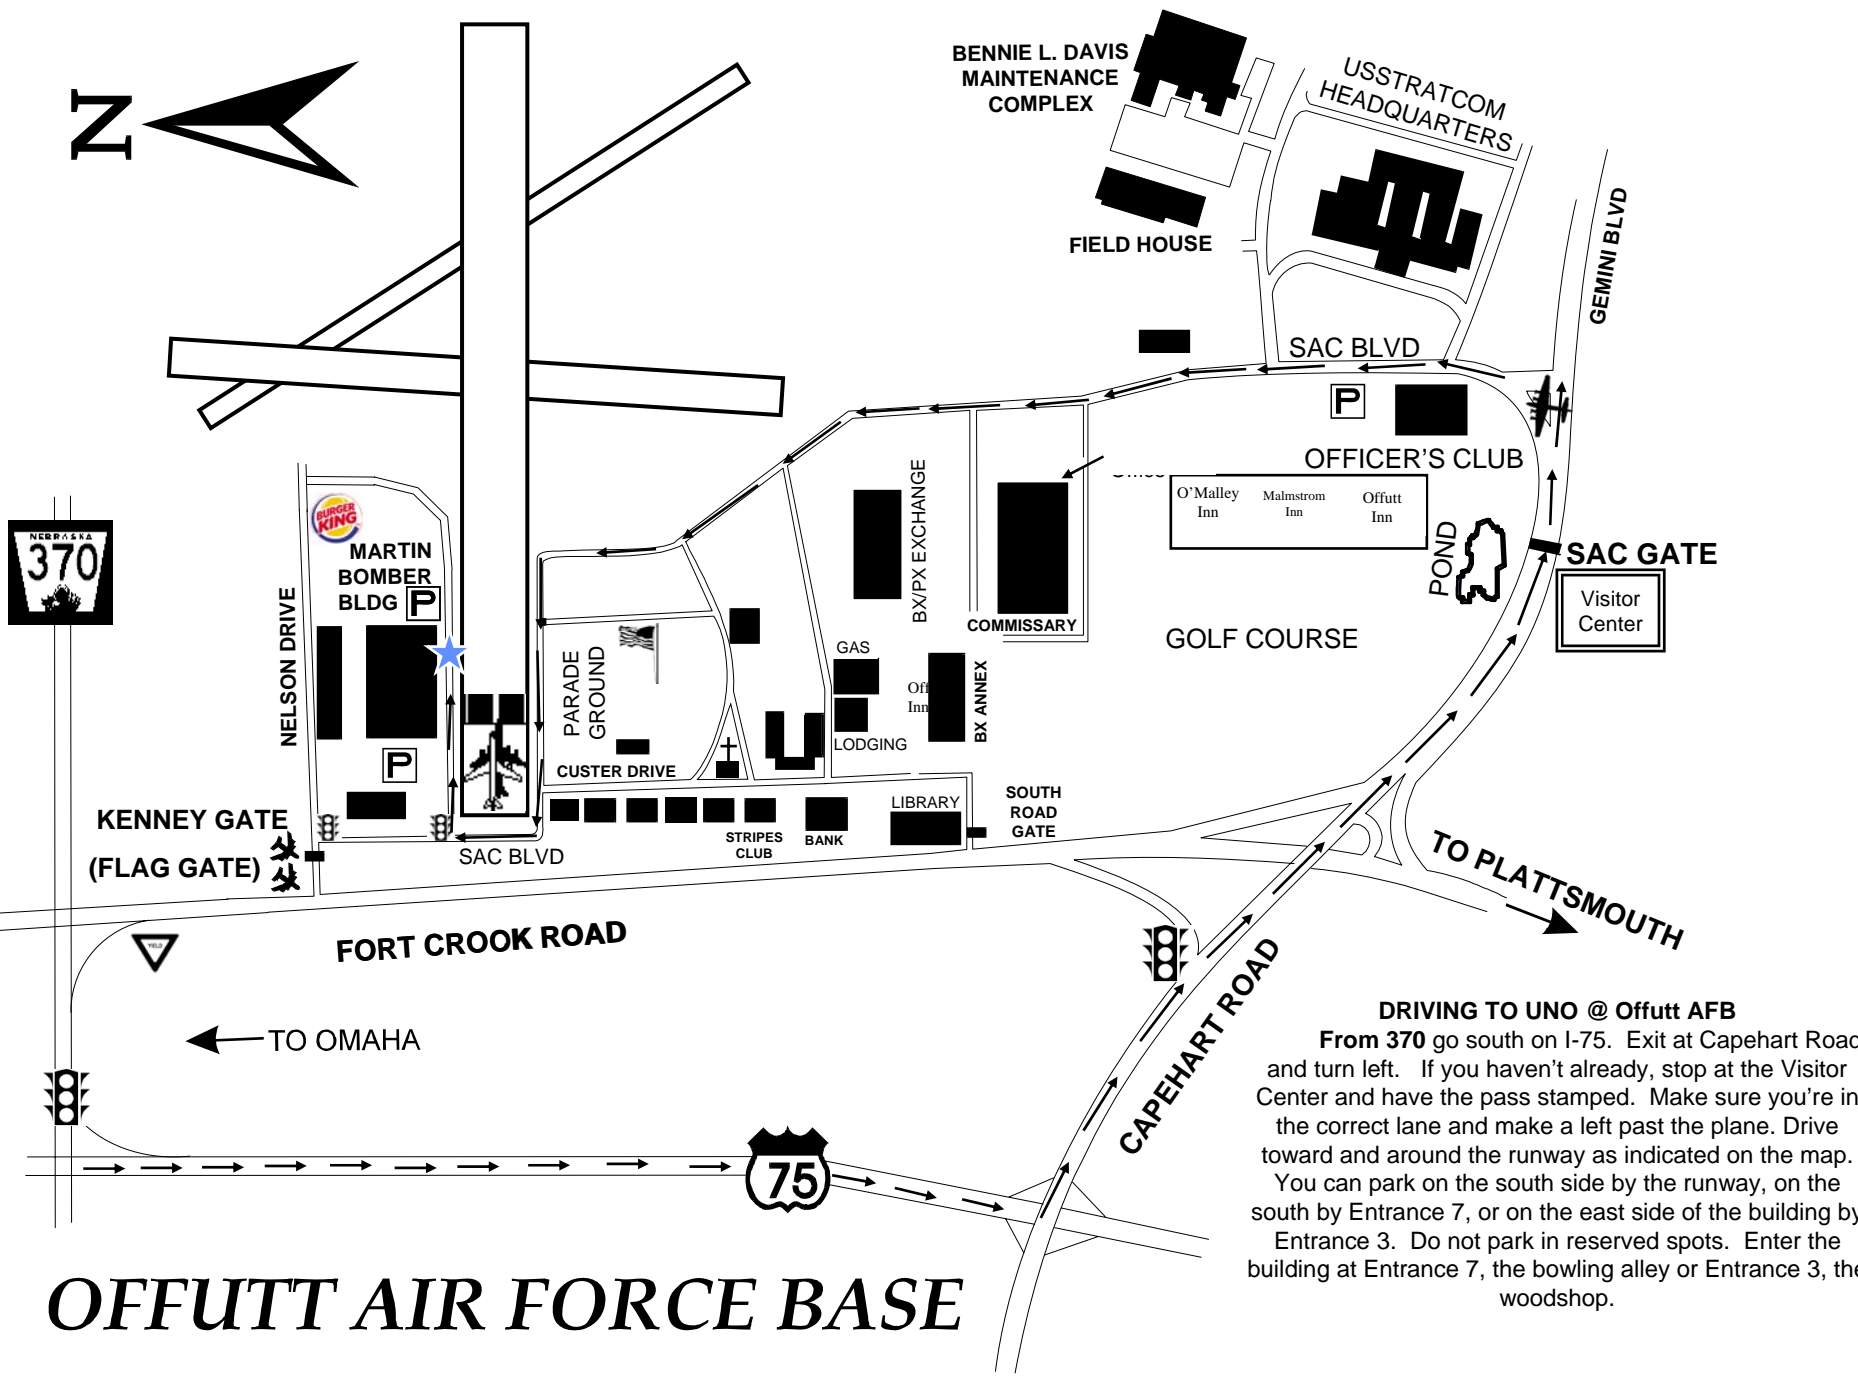 N
BENNIE L. DAVIS
MAINTENANCE
COMPLEX
USSTRATCOM
HEADQUARTERS
FIELD HOUSE
GEMINI BLVD
SAC BLVD
P
OFFICER'S CLUB
O'Malley
Inn
Malmstrom
Inn
Offutt
Inn
POND
SAC GATE
Visitor
Center
GOLF COURSE
BX/PX EXCHANGE
COMMISSARY
NEBRASKA
370
BURGER
KING
MARTIN
BOMBER
BLDG
P
NELSON DRIVE
P
PARADE
GROUND
GAS
LODGING
BX ANNEX
Inn
CUSTER DRIVE
KENNEY GATE
(FLAG GATE)
SAC BLVD
STRIPES
CLUB
BANK
LIBRARY
SOUTH
ROAD
GATE
FORT CROOK ROAD
YIELD
TO PLATTSMOUTH
TO OMAHA
CAPEHART ROAD
75
DRIVING TO UNO @ Offutt AFB
From 370 go south on I-75. Exit at Capehart Road
and turn left. If you haven't already, stop at the Visitor
Center and have the pass stamped. Make sure you're in
the correct lane and make a left past the plane. Drive
toward and around the runway as indicated on the map.
You can park on the south side by the runway, on the
south by Entrance 7, or on the east side of the building by
Entrance 3. Do not park in reserved spots. Enter the
building at Entrance 7, the bowling alley or Entrance 3, the
woodshop.
OFFUTT AIR FORCE BASE